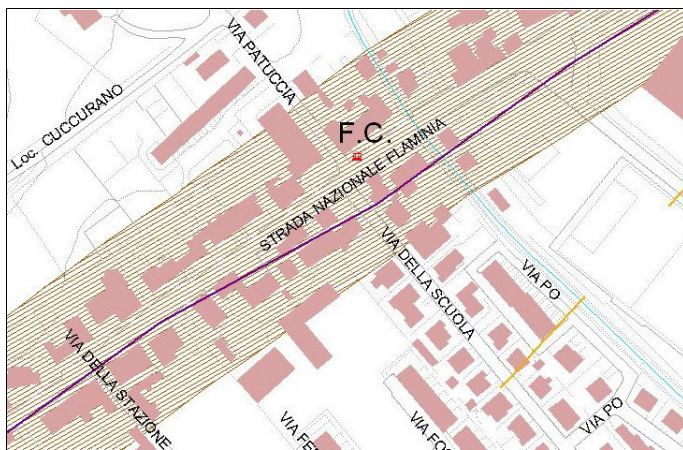 VIA PATUCCIA
Loc. CUCCURANO
F.C.
STRADA NAZIONALE FLAMINIA
VIA DELLA SCUOLA
VIA PO
VIA DELLA STAZIONE
VIA PO